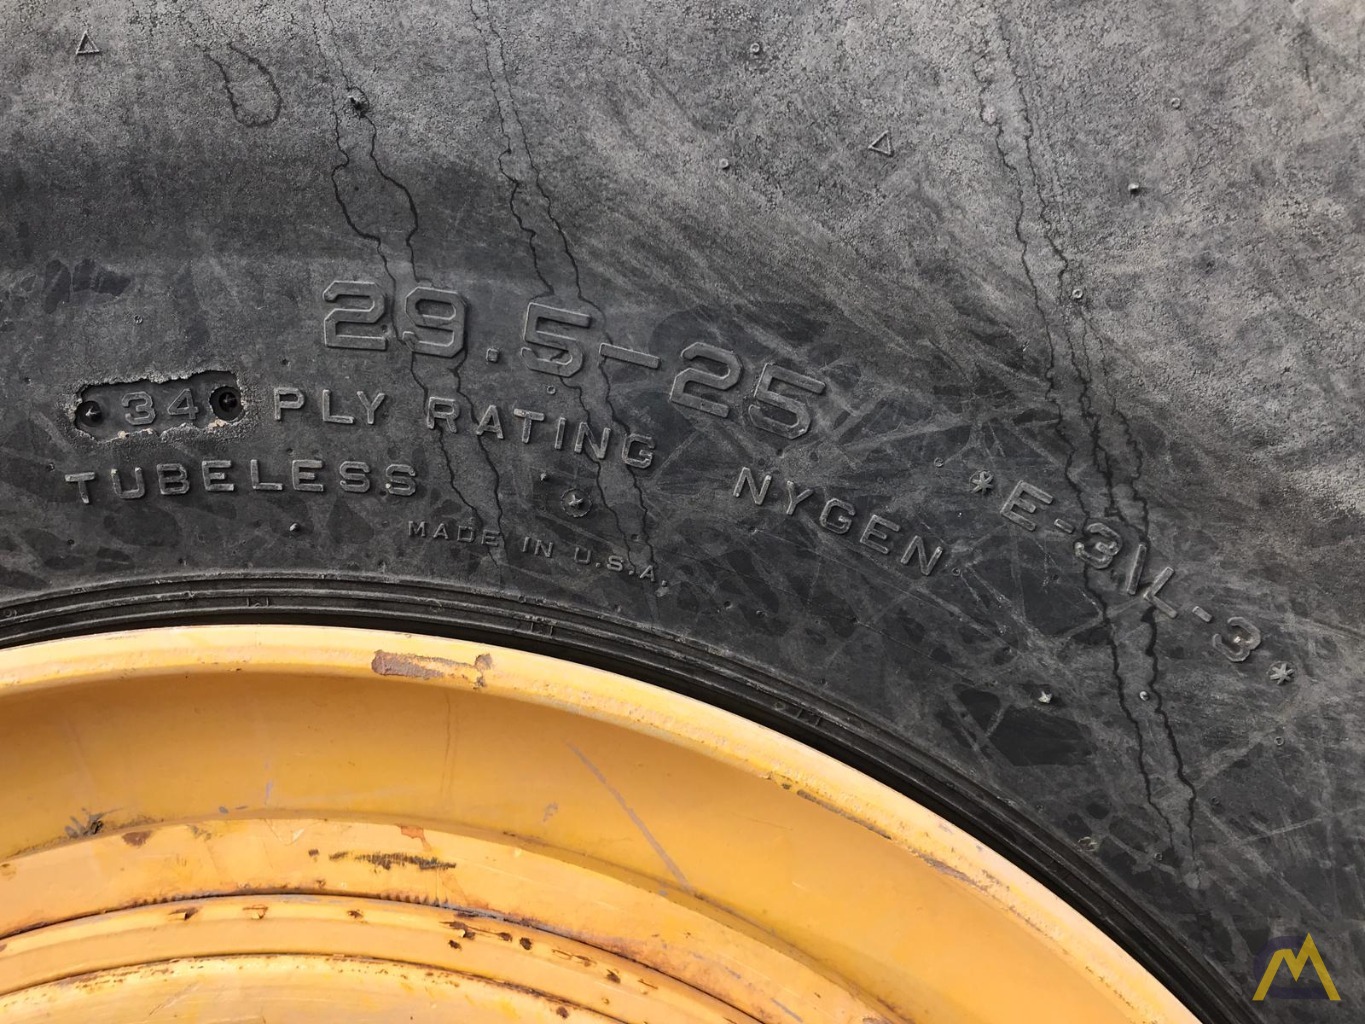 29.5-25
34 PLY RATING
TUBELESS
NYGEN
MADE IN U.S.A.
*E-3/L-3*